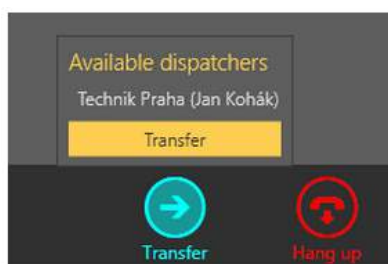 Available dispatchers
Technik Praha (Jan Kohák)
Transfer
Transfer
Hang up